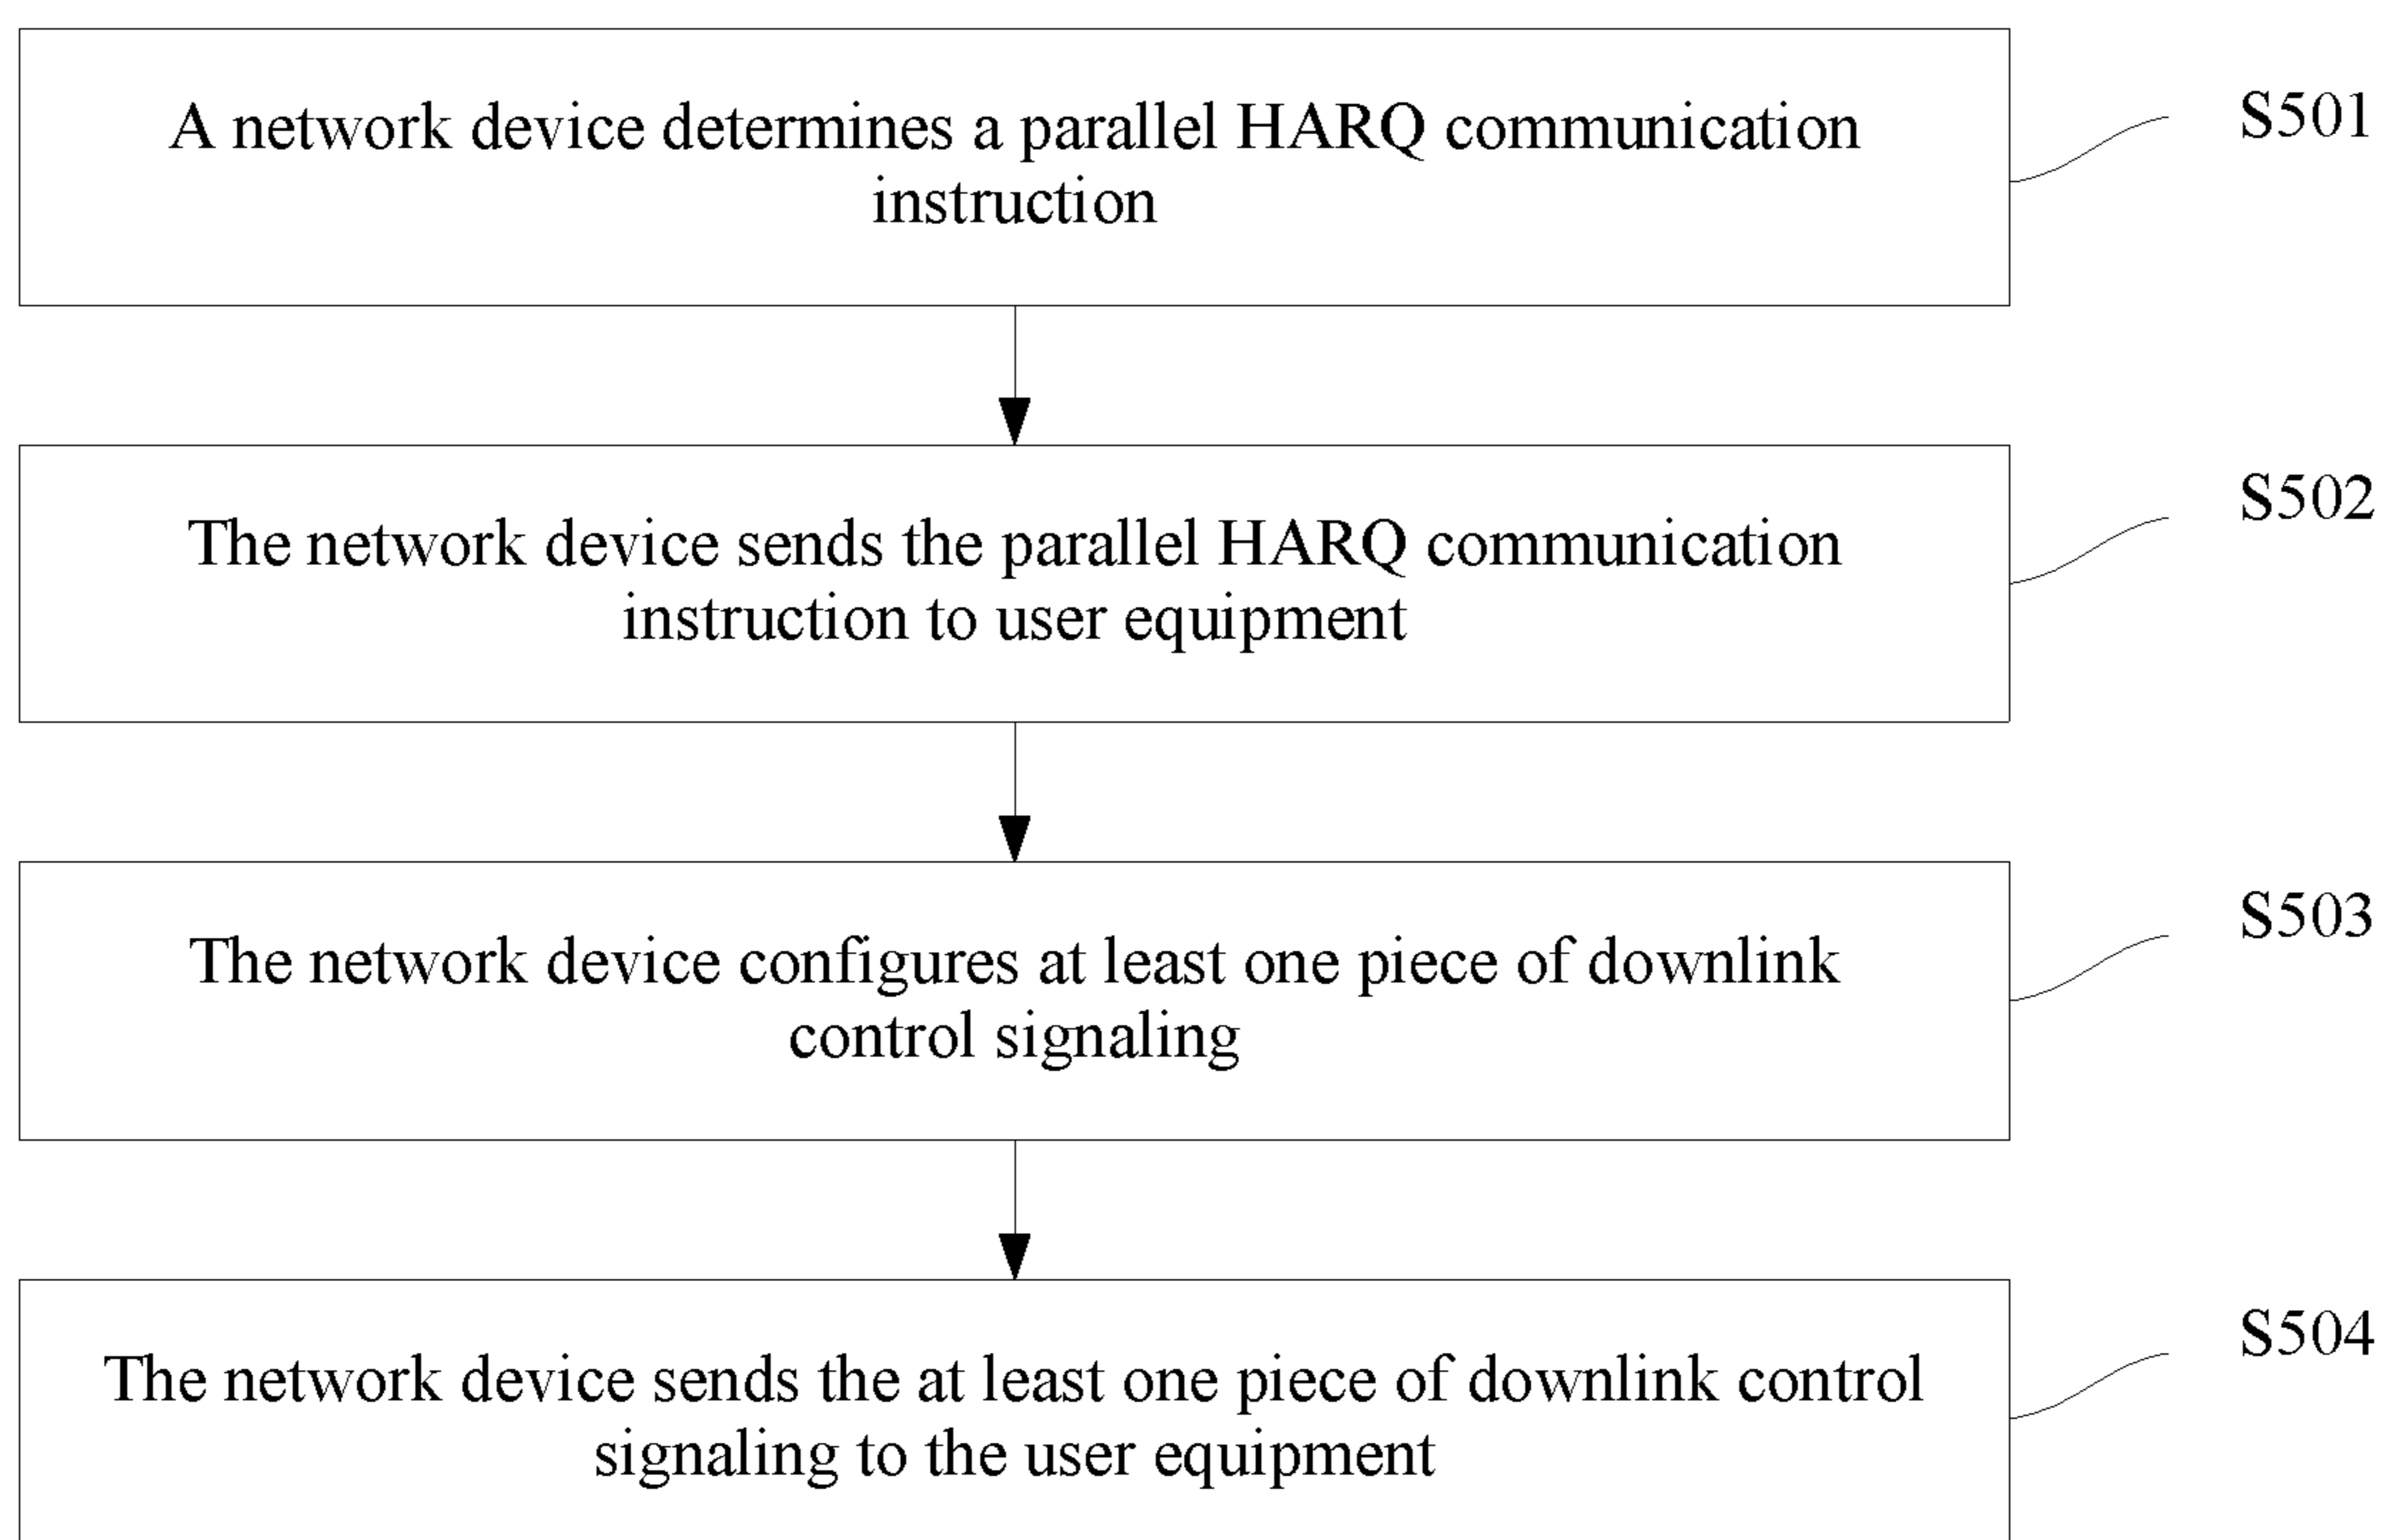 A network device determines a parallel HARQ communication
instruction
S501
The network device sends the parallel HARQ communication
instruction to user equipment
S502
The network device configures at least one piece of downlink
control signaling
S503
The network device sends the at least one piece of downlink control
signaling to the user equipment
S504